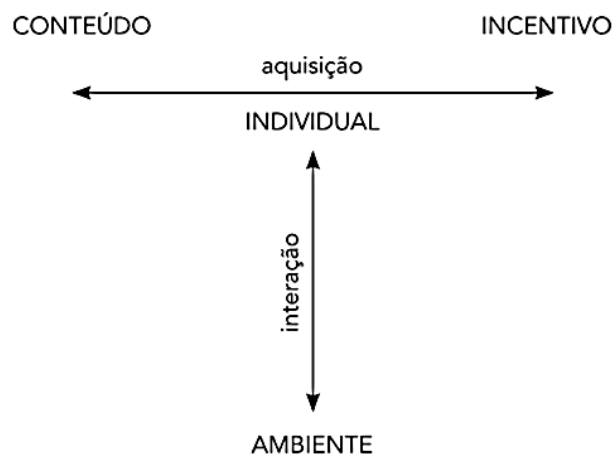 CONTEÚDO
INCENTIVO
aquisição
INDIVIDUAL
interação
AMBIENTE